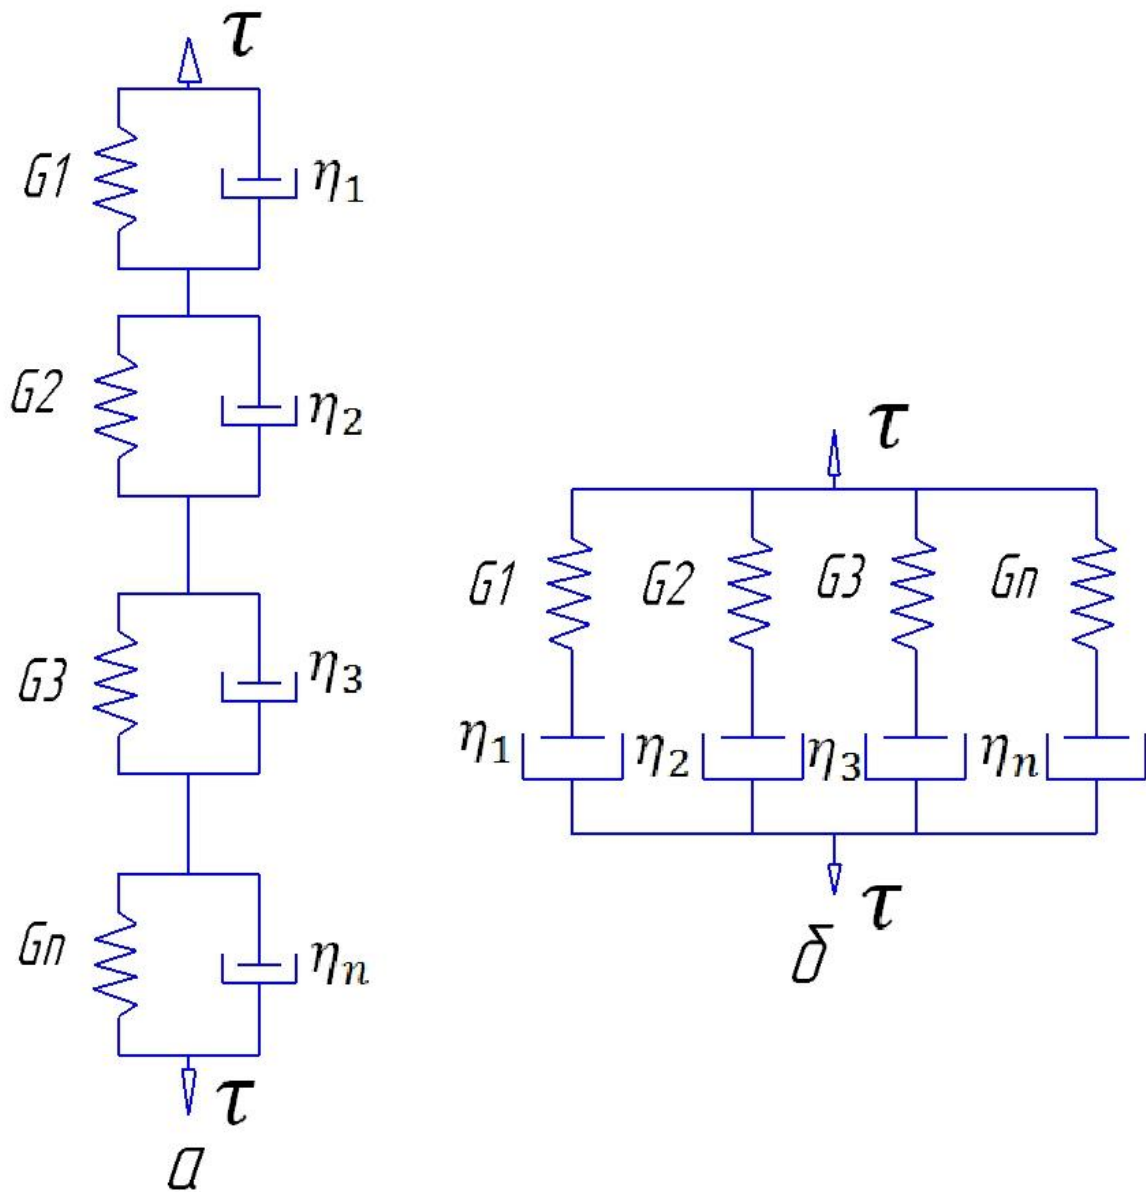 τ
G1 η₁
G2 η₂
G3 η₃
Gn ηₙ
τ
а
τ
G1 G2 G3 Gn
η₁ η₂ η₃ ηₙ
τ
б